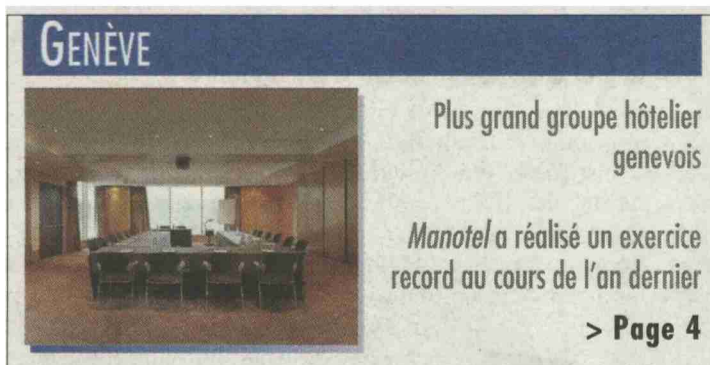 GENÈVE
Plus grand groupe hôtelier
genevois
Manotel a réalisé un exercice
record au cours de l'an dernier
> Page 4